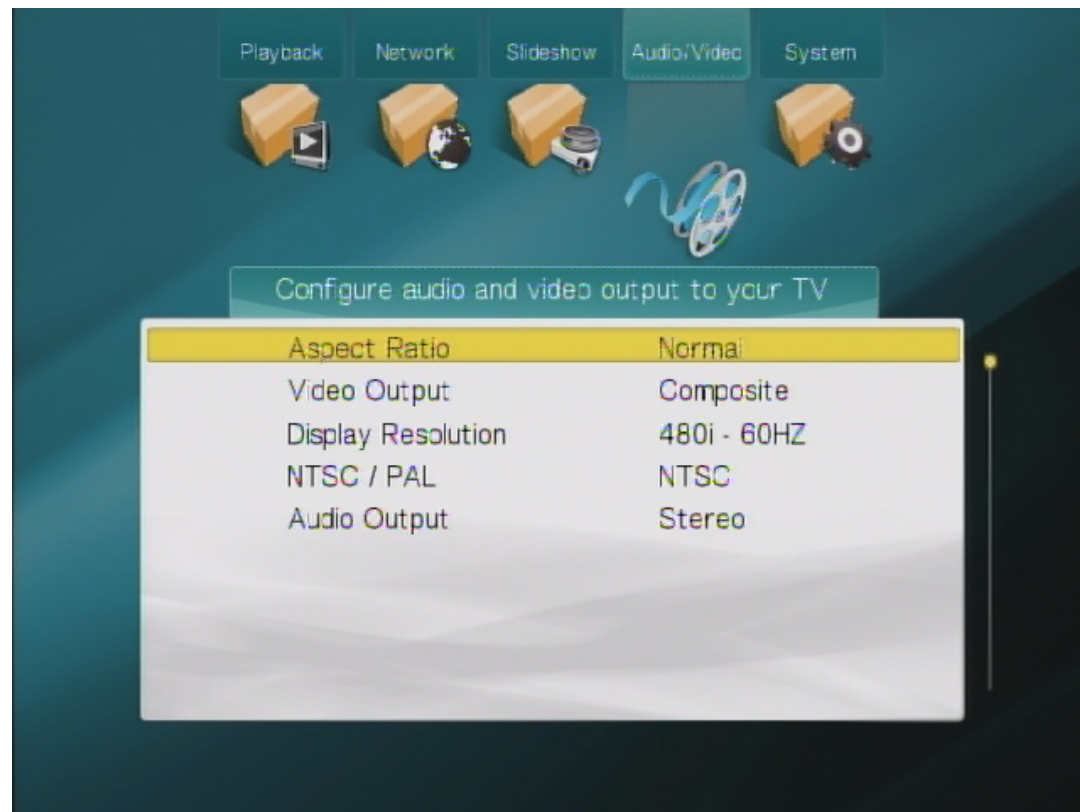 Playback Network Slideshow Audio/Video System
Configure audio and video output to your TV
Aspect Ratio Normal
Video Output Composite
Display Resolution 480i - 60HZ
NTSC / PAL NTSC
Audio Output Stereo